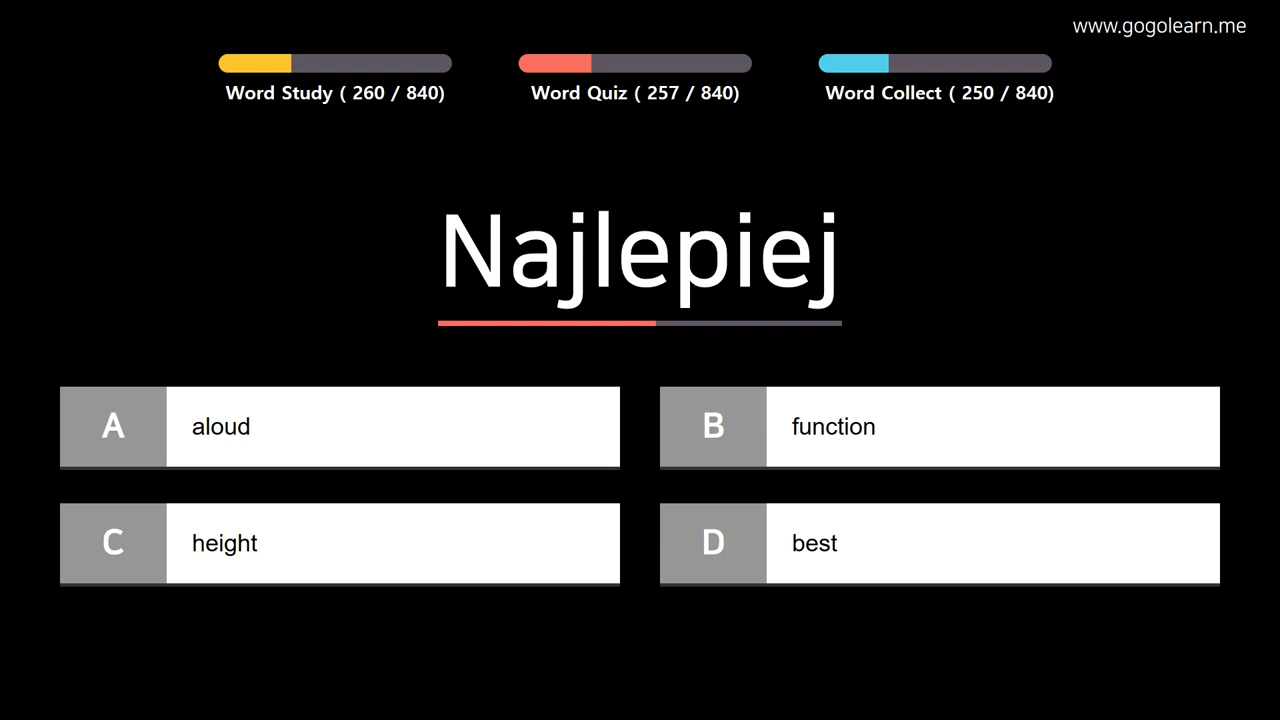 www.gogolearn.me
Word Study ( 260 / 840)
Word Quiz ( 257 / 840)
Word Collect ( 250 / 840)
Najlepiej
A aloud
B function
C height
D best